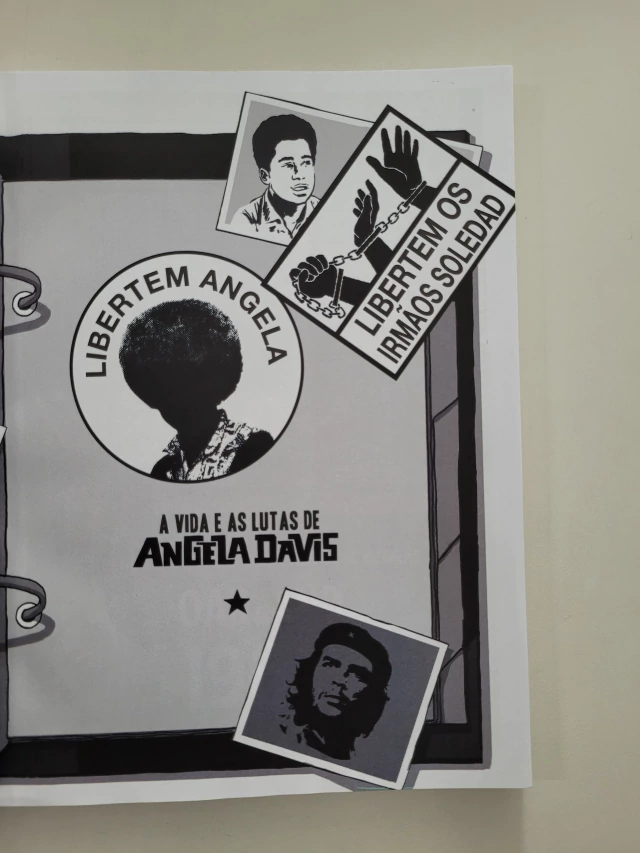 LIBERTEM OS
IRMÃOS SOLEDAD
LIBERTEM ANGELA
A VIDA E AS LUTAS DE
ANGELA DAVIS